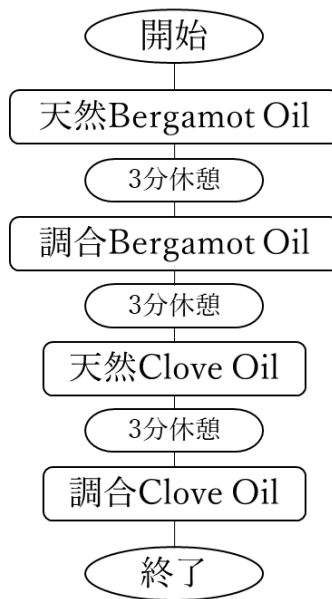 開始
天然Bergamot Oil
3分休憩
調合Bergamot Oil
3分休憩
天然Clove Oil
3分休憩
調合Clove Oil
終了